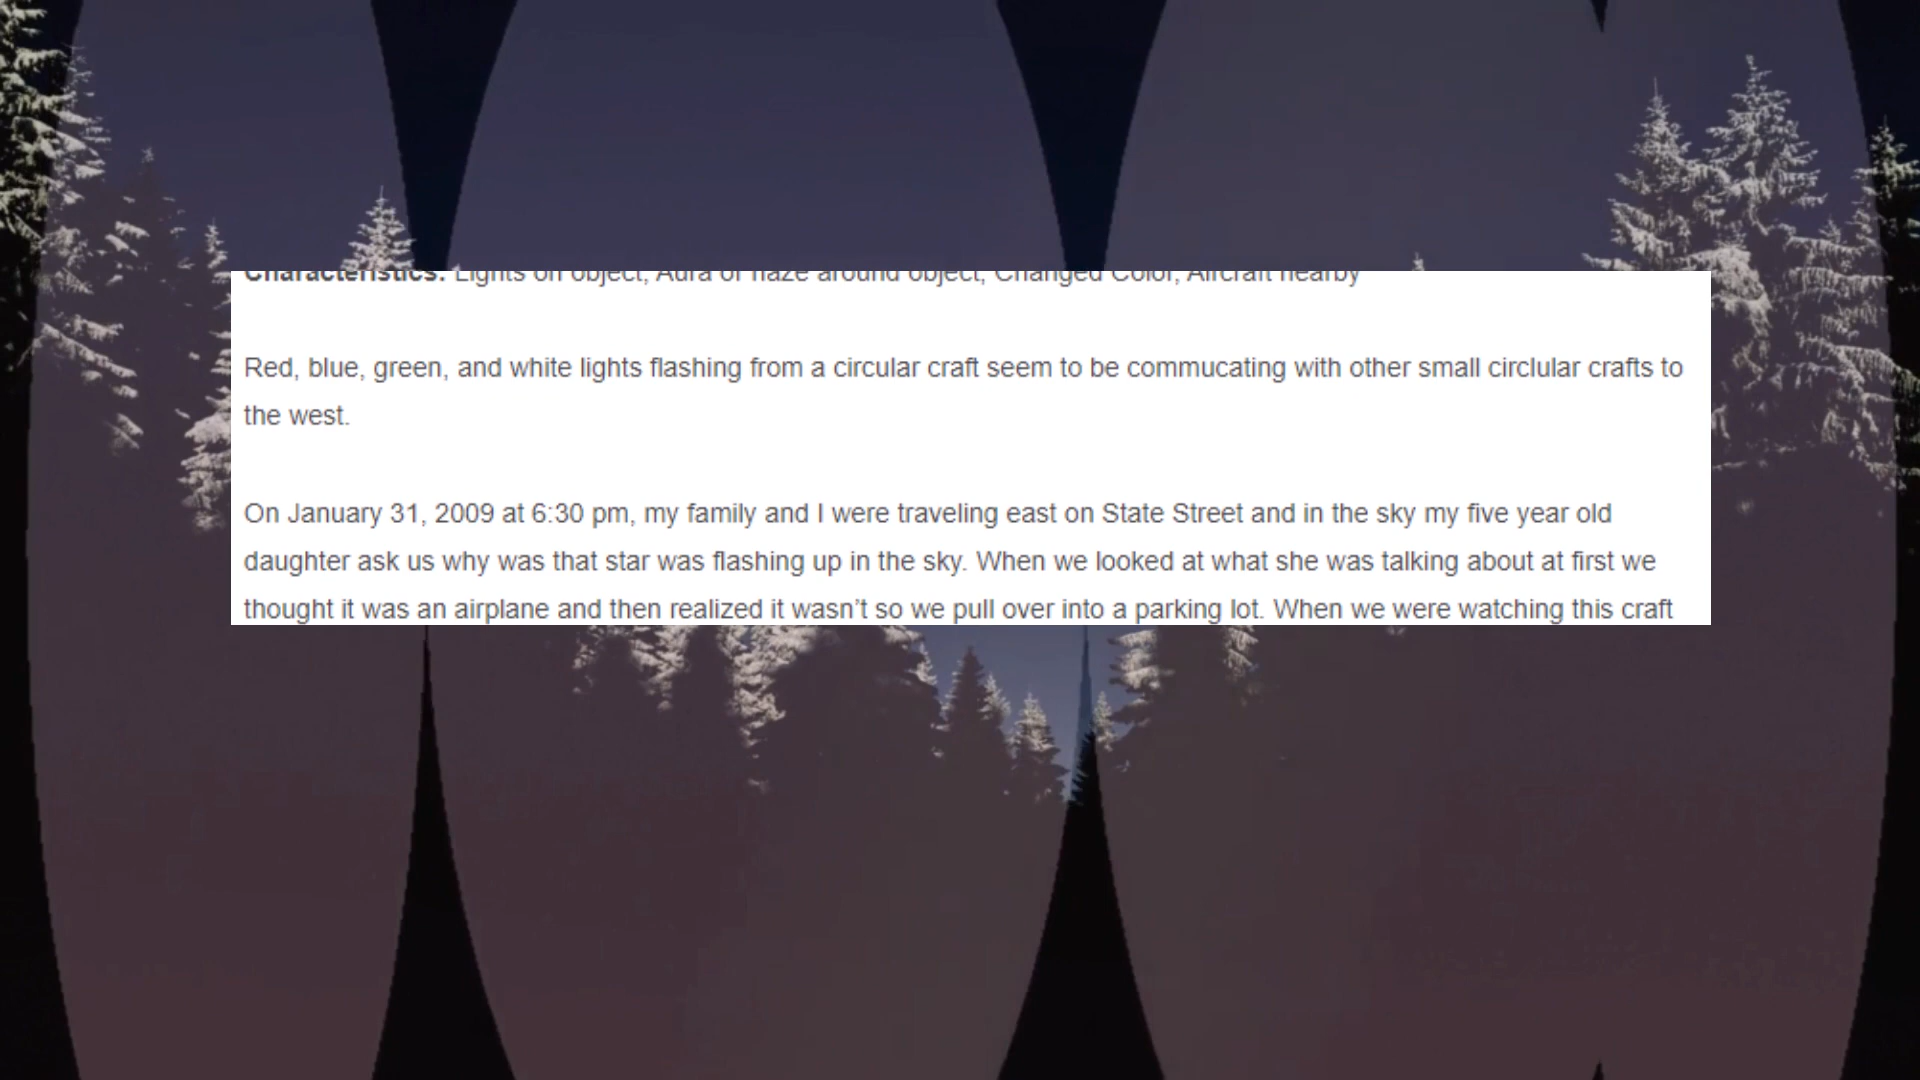 Characteristics: Lights on object, Aura or haze around object, Changed Color, Aircraft nearby
Red, blue, green, and white lights flashing from a circular craft seem to be commucating with other small circlular crafts to
the west.
On January 31, 2009 at 6:30 pm, my family and I were traveling east on State Street and in the sky my five year old
daughter ask us why was that star was flashing up in the sky. When we looked at what she was talking about at first we
thought it was an airplane and then realized it wasn’t so we pull over into a parking lot. When we were watching this craft